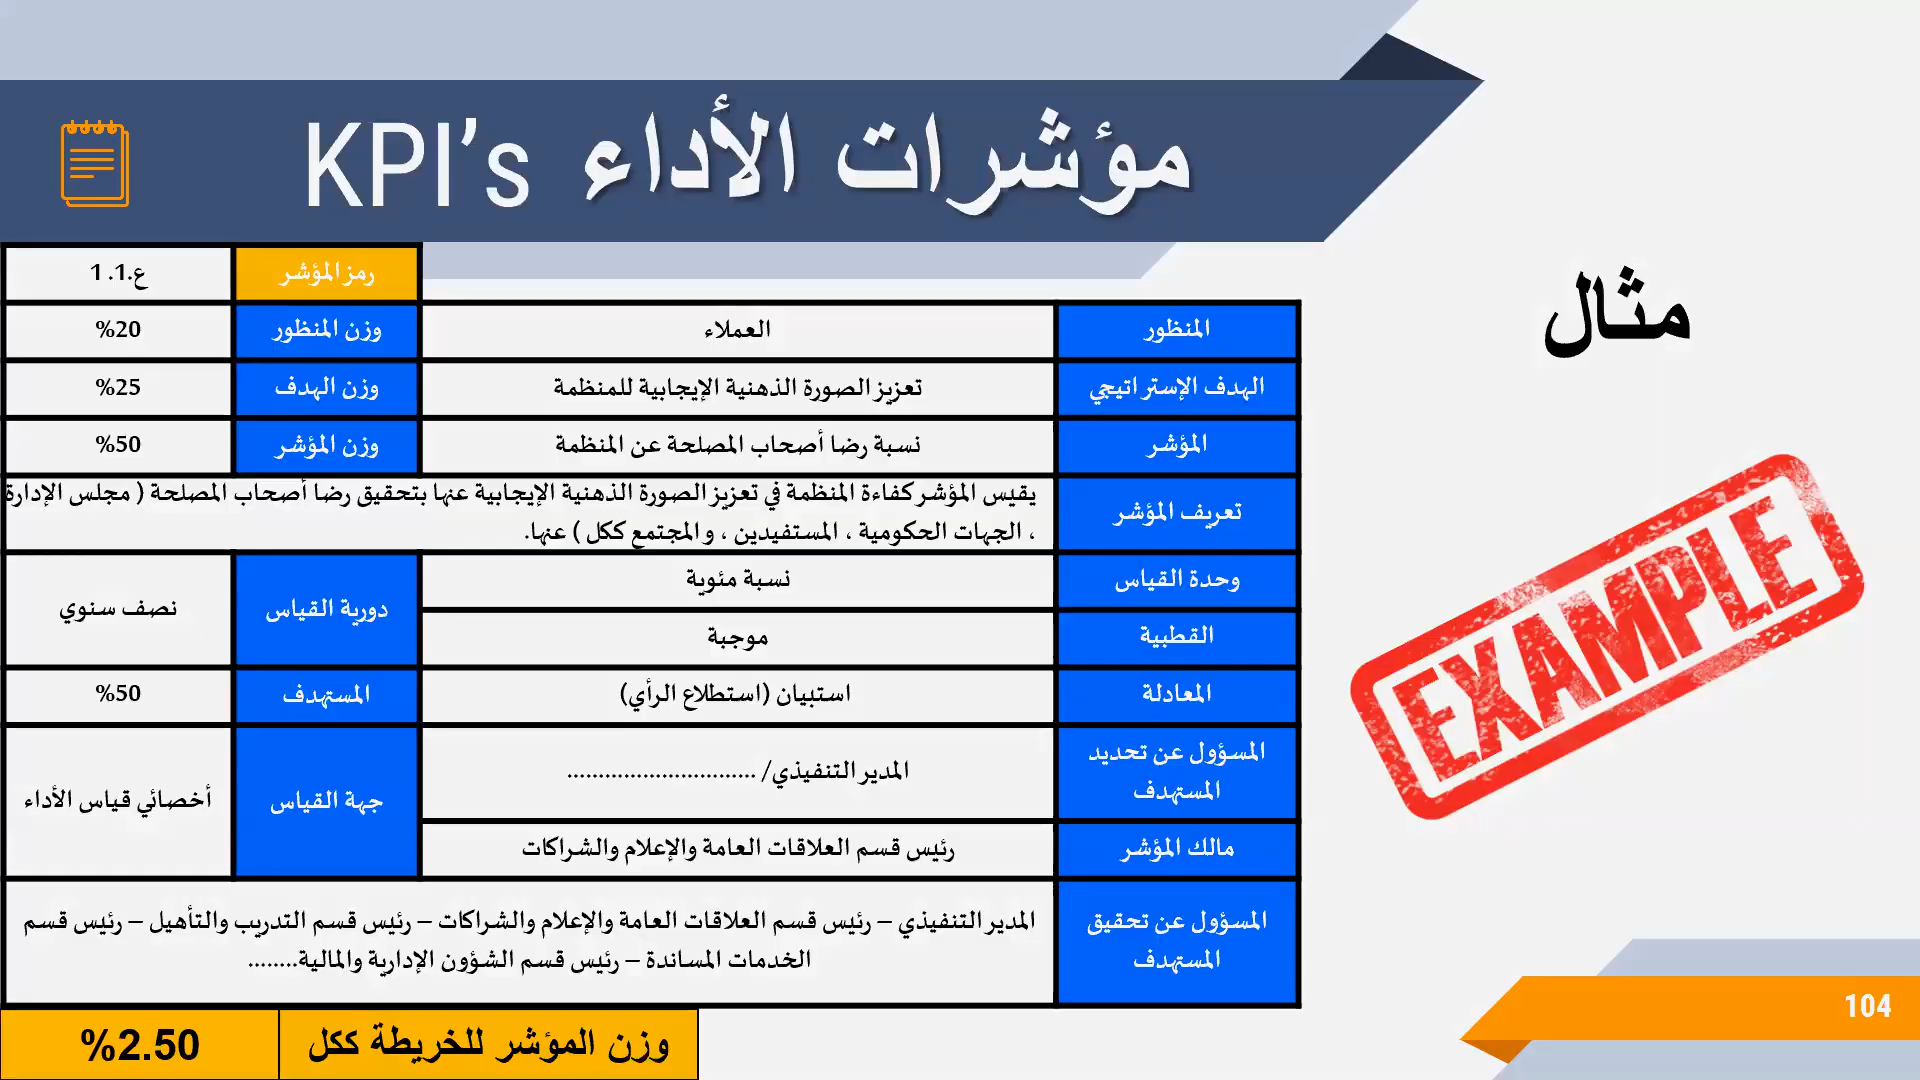 مؤشرات الأداء KPI’s
مثال
رمز المؤشر
ع.1. 1
المنظور
العملاء
وزن المنظور
%20
الهدف الإستراتيجي
تعزيز الصورة الذهنية الإيجابية للمنظمة
وزن الهدف
%25
المؤشر
نسبة رضا أصحاب المصلحة عن المنظمة
وزن المؤشر
%50
تعريف المؤشر
يقيس المؤشر كفاءة المنظمة في تعزيز الصورة الذهنية الإيجابية عنها بتحقيق رضا أصحاب المصلحة ( مجلس الإدارة
، الجهات الحكومية ، المستفيدين ، والمجتمع ككل ) عنها.
وحدة القياس
نسبة مئوية
دورية القياس
نصف سنوي
القطبية
موجبة
المعادلة
استبيان (استطلاع الرأي)
المستهدف
%50
المسؤول عن تحديد
المستهدف
المدير التنفيذي/ ..............................
جهة القياس
أخصائي قياس الأداء
مالك المؤشر
رئيس قسم العلاقات العامة والإعلام والشراكات
المسؤول عن تحقيق
المستهدف
المدير التنفيذي – رئيس قسم العلاقات العامة والإعلام والشراكات – رئيس قسم التدريب والتأهيل – رئيس قسم
الخدمات المساندة – رئيس قسم الشؤون الإدارية والمالية........
وزن المؤشر للخريطة ككل
%2.50
EXAMPLE
104